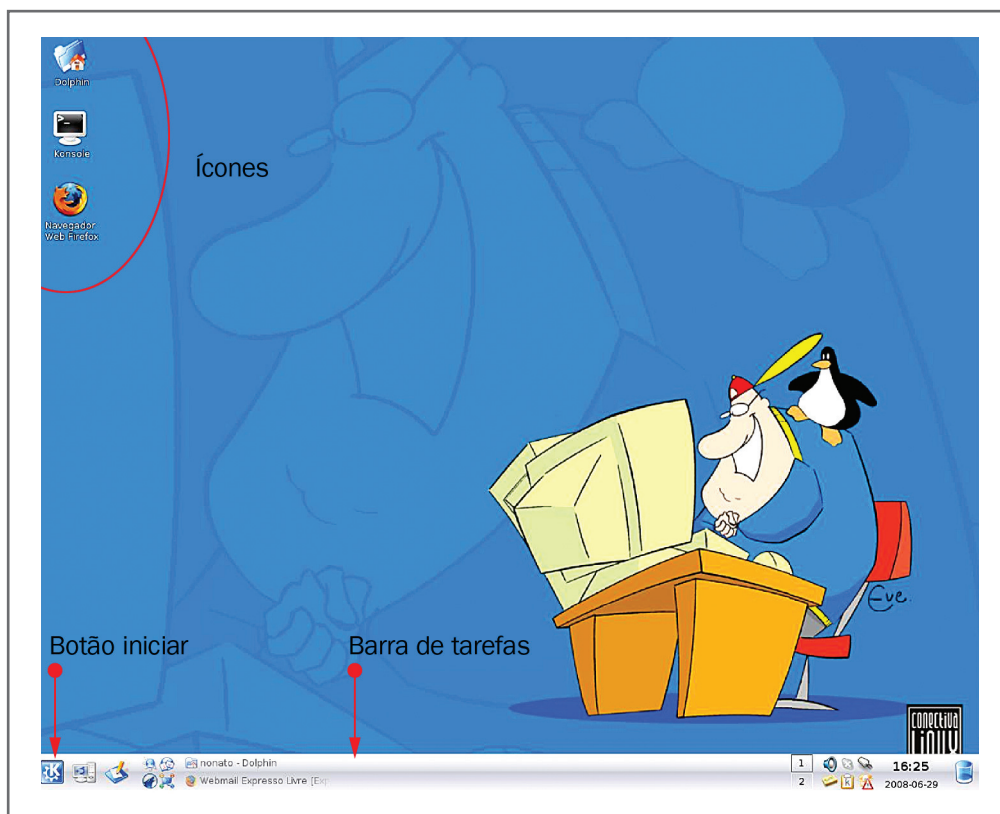 Dolphin
Konsole
Navegador
Web Firefox
Ícones
Eve.
Botão iniciar
Barra de tarefas
conectiva
LINUX
nonato - Dolphin
Webmail Expresso Livre [Ex
1
2
16:25
2008-06-29